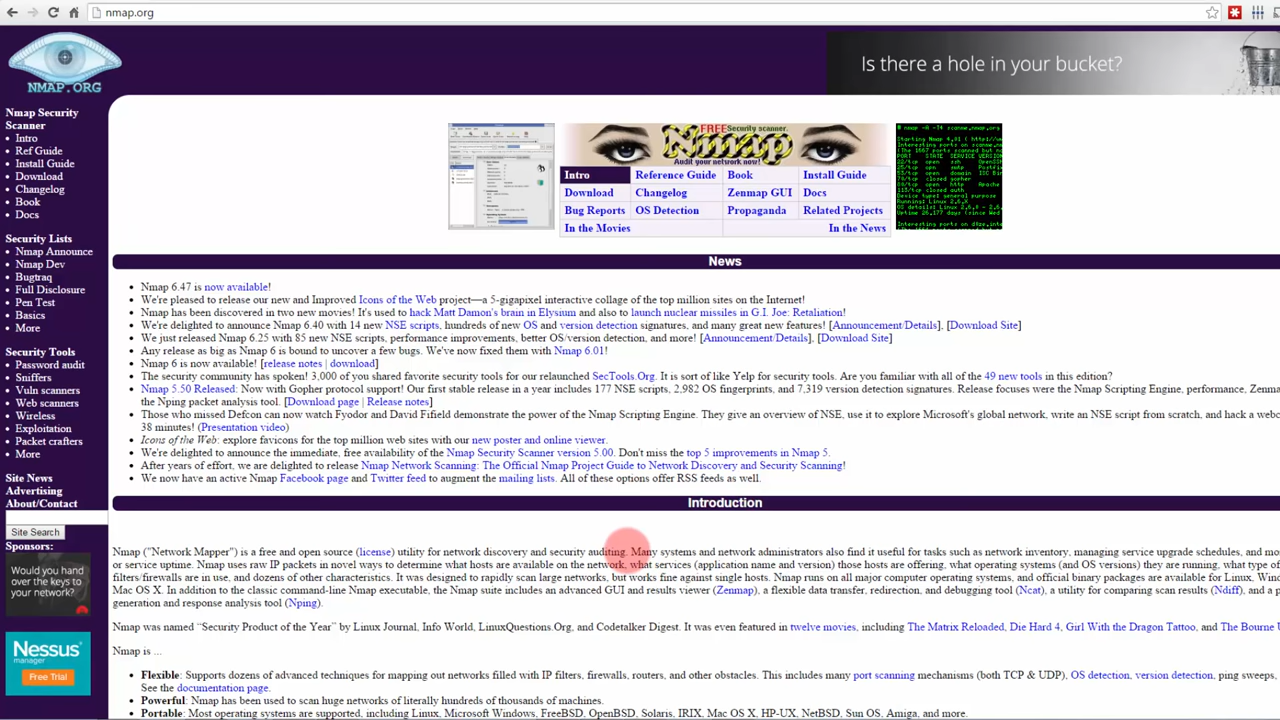 nmap.org
NMAP.ORG
Is there a hole in your bucket?
Nmap Security
Scanner
Intro
Ref Guide
Install Guide
Download
Changelog
Book
Docs
Security Lists
Nmap Announce
Nmap Dev
Bugtraq
Full Disclosure
Pen Test
Basics
More
Security Tools
Password audit
Sniffers
Vuln scanners
Web scanners
Wireless
Exploitation
Packet crafters
More
Site News
Advertising
About/Contact
Site Search
Sponsors:
Would you
hand over the keys to
your network?
Nessus
manager
Free Trial
FREE Security scanner.
Nmap
Audit your network now!
Intro Reference Guide Book Install Guide
Download Changelog Zenmap GUI Docs
Bug Reports OS Detection Propaganda Related Projects
In the Movies In the News
# nmap -A -T4 scanme.nmap.org
News
Nmap 6.47 is now available!
We're pleased to release our new and Improved Icons of the Web project—a 5-gigapixel interactive collage of the top million sites on the Internet!
Nmap has been discovered in two new movies! It's used to hack Matt Damon's brain in Elysium and also to launch nuclear missiles in G.I. Joe: Retaliation!
We're delighted to announce Nmap 6.40 with 14 new NSE scripts, hundreds of new OS and version detection signatures, and many great new features! [Announcement/Details], [Download Site]
We just released Nmap 6.25 with 85 new NSE scripts, performance improvements, better OS/version detection, and more! [Announcement/Details], [Download Site]
Any release as big as Nmap 6 is bound to uncover a few bugs. We've now fixed them with Nmap 6.01!
Nmap 6 is now available! [release notes | download]
The security community has spoken! 3,000 of you shared favorite security tools for our relaunched SecTools.Org. It is sort of like Yelp for security tools. Are you familiar with all of the 49 new tools in this edition?
Nmap 5.50 Released: Now with Gopher protocol support! Our first stable release in a year includes 177 NSE scripts, 2,982 OS fingerprints, and 7,319 version detection signatures. Release focuses were the Nmap Scripting Engine, performance, Zenma
the Nping packet analysis tool. [Download page | Release notes]
Those who missed Defcon can now watch Fyodor and David Fifield demonstrate the power of the Nmap Scripting Engine. They give an overview of NSE, use it to explore Microsoft's global network, write an NSE script from scratch, and hack a web
38 minutes! (Presentation video)
Icons of the Web: explore favicons for the top million web sites with our new poster and online viewer.
We're delighted to announce the immediate, free availability of the Nmap Security Scanner version 5.00. Don't miss the top 5 improvements in Nmap 5.
After years of effort, we are delighted to release Nmap Network Scanning: The Official Nmap Project Guide to Network Discovery and Security Scanning!
We now have an active Nmap Facebook page and Twitter feed to augment the mailing lists. All of these options offer RSS feeds as well.
Introduction
Nmap ("Network Mapper") is a free and open source (license) utility for network discovery and security auditing. Many systems and network administrators also find it useful for tasks such as network inventory, managing service upgrade schedules, and mo
or service uptime. Nmap uses raw IP packets in novel ways to determine what hosts are available on the network, what services (application name and version) those hosts are offering, what operating systems (and OS versions) they are running, what type of
filters/firewalls are in use, and dozens of other characteristics. It was designed to rapidly scan large networks, but works fine against single hosts. Nmap runs on all major computer operating systems, and official binary packages are available for Linux, Wind
Mac OS X. In addition to the classic command-line Nmap executable, the Nmap suite includes an advanced GUI and results viewer (Zenmap), a flexible data transfer, redirection, and debugging tool (Ncat), a utility for comparing scan results (Ndiff), and a p
generation and response analysis tool (Nping).
Nmap was named “Security Product of the Year” by Linux Journal, Info World, LinuxQuestions.Org, and Codetalker Digest. It was even featured in twelve movies, including The Matrix Reloaded, Die Hard 4, Girl With the Dragon Tattoo, and The Bourne U
Nmap is ...
Flexible: Supports dozens of advanced techniques for mapping out networks filled with IP filters, firewalls, routers, and other obstacles. This includes many port scanning mechanisms (both TCP & UDP), OS detection, version detection, ping sweeps,
See the documentation page.
Powerful: Nmap has been used to scan huge networks of literally hundreds of thousands of machines.
Portable: Most operating systems are supported, including Linux, Microsoft Windows, FreeBSD, OpenBSD, Solaris, IRIX, Mac OS X, HP-UX, NetBSD, Sun OS, Amiga, and more.